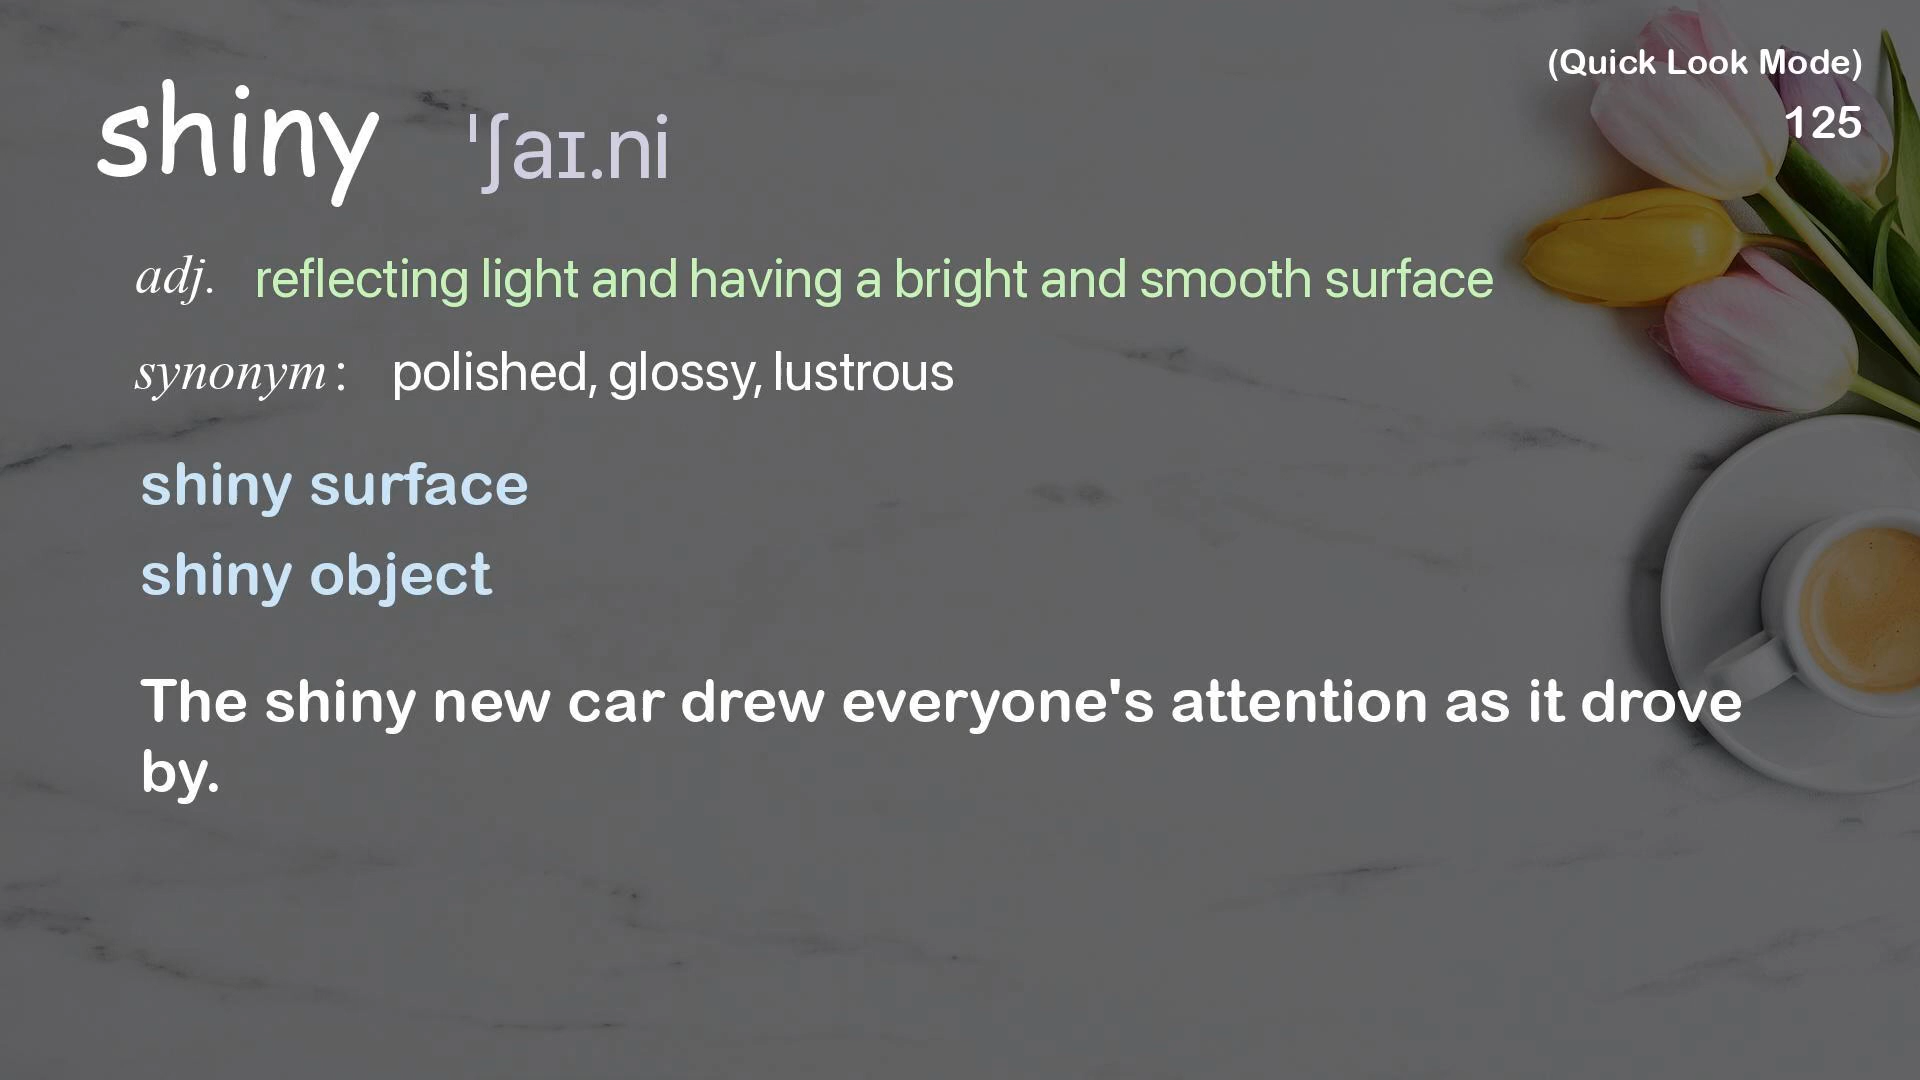 (Quick Look Mode)
125
shiny ˈʃaɪ.ni
adj. reflecting light and having a bright and smooth surface
synonym: polished, glossy, lustrous
shiny surface
shiny object
The shiny new car drew everyone's attention as it drove
by.